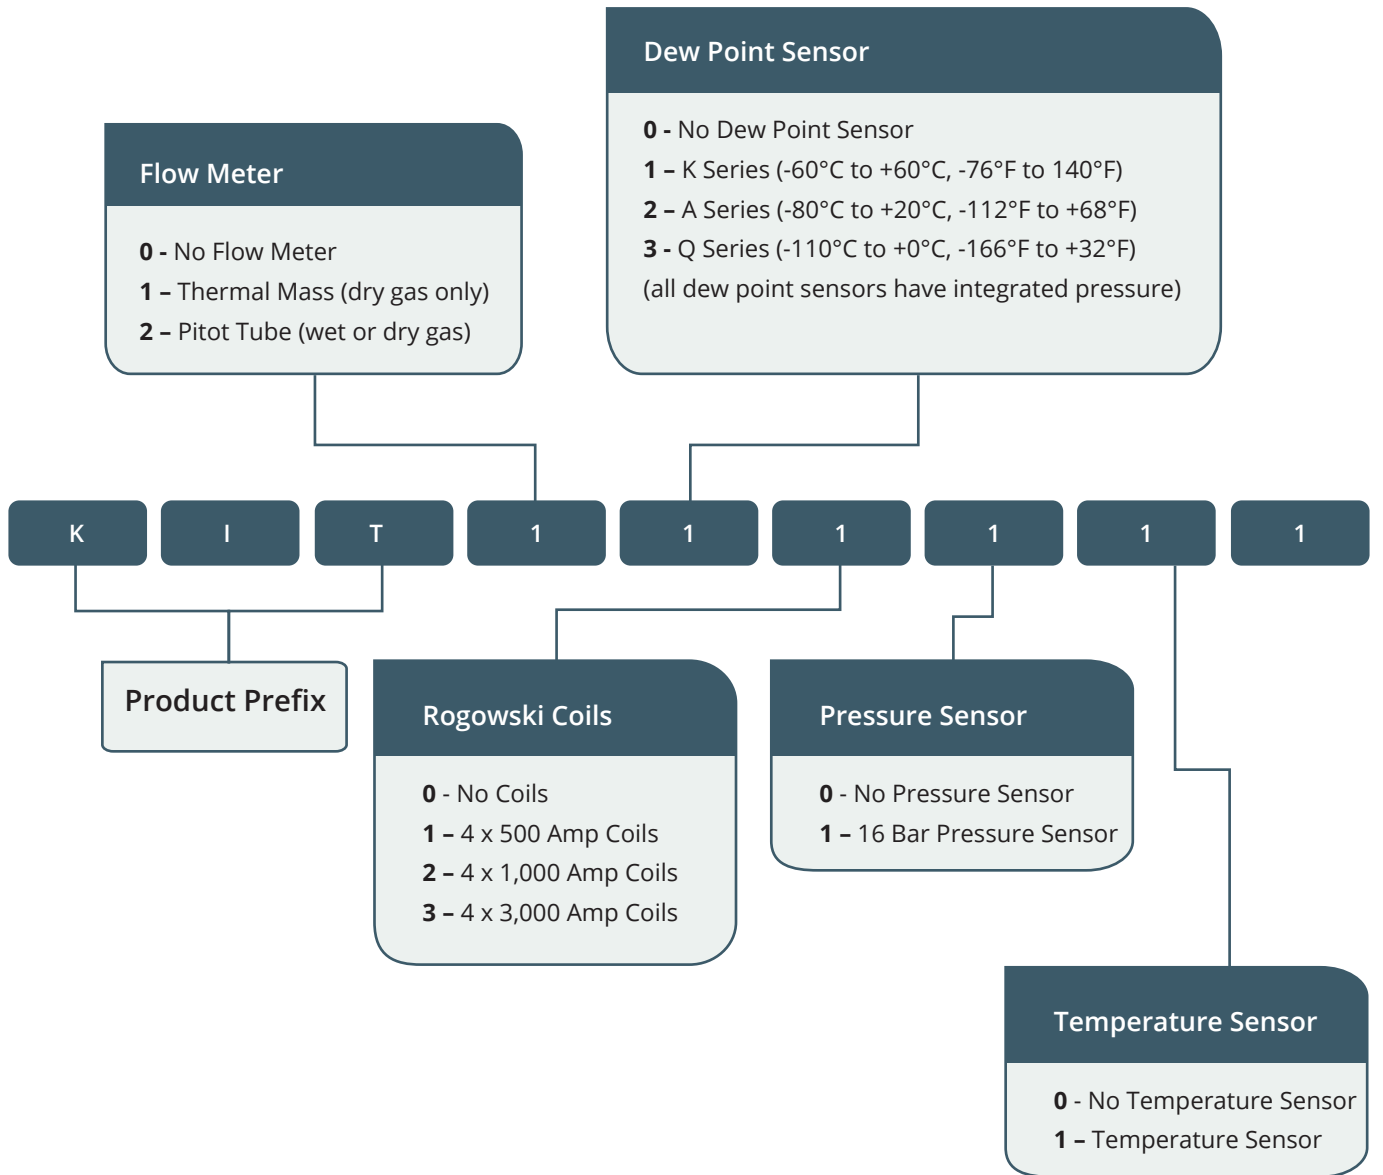 Dew Point Sensor
0 - No Dew Point Sensor
1 – K Series (-60°C to +60°C, -76°F to 140°F)
2 – A Series (-80°C to +20°C, -112°F to +68°F)
3 - Q Series (-110°C to +0°C, -166°F to +32°F)
(all dew point sensors have integrated pressure)
Flow Meter
0 - No Flow Meter
1 – Thermal Mass (dry gas only)
2 – Pitot Tube (wet or dry gas)
K I T 1 1 1 1 1 1
Product Prefix
Rogowski Coils
0 - No Coils
1 – 4 x 500 Amp Coils
2 – 4 x 1,000 Amp Coils
3 – 4 x 3,000 Amp Coils
Pressure Sensor
0 - No Pressure Sensor
1 – 16 Bar Pressure Sensor
Temperature Sensor
0 - No Temperature Sensor
1 – Temperature Sensor